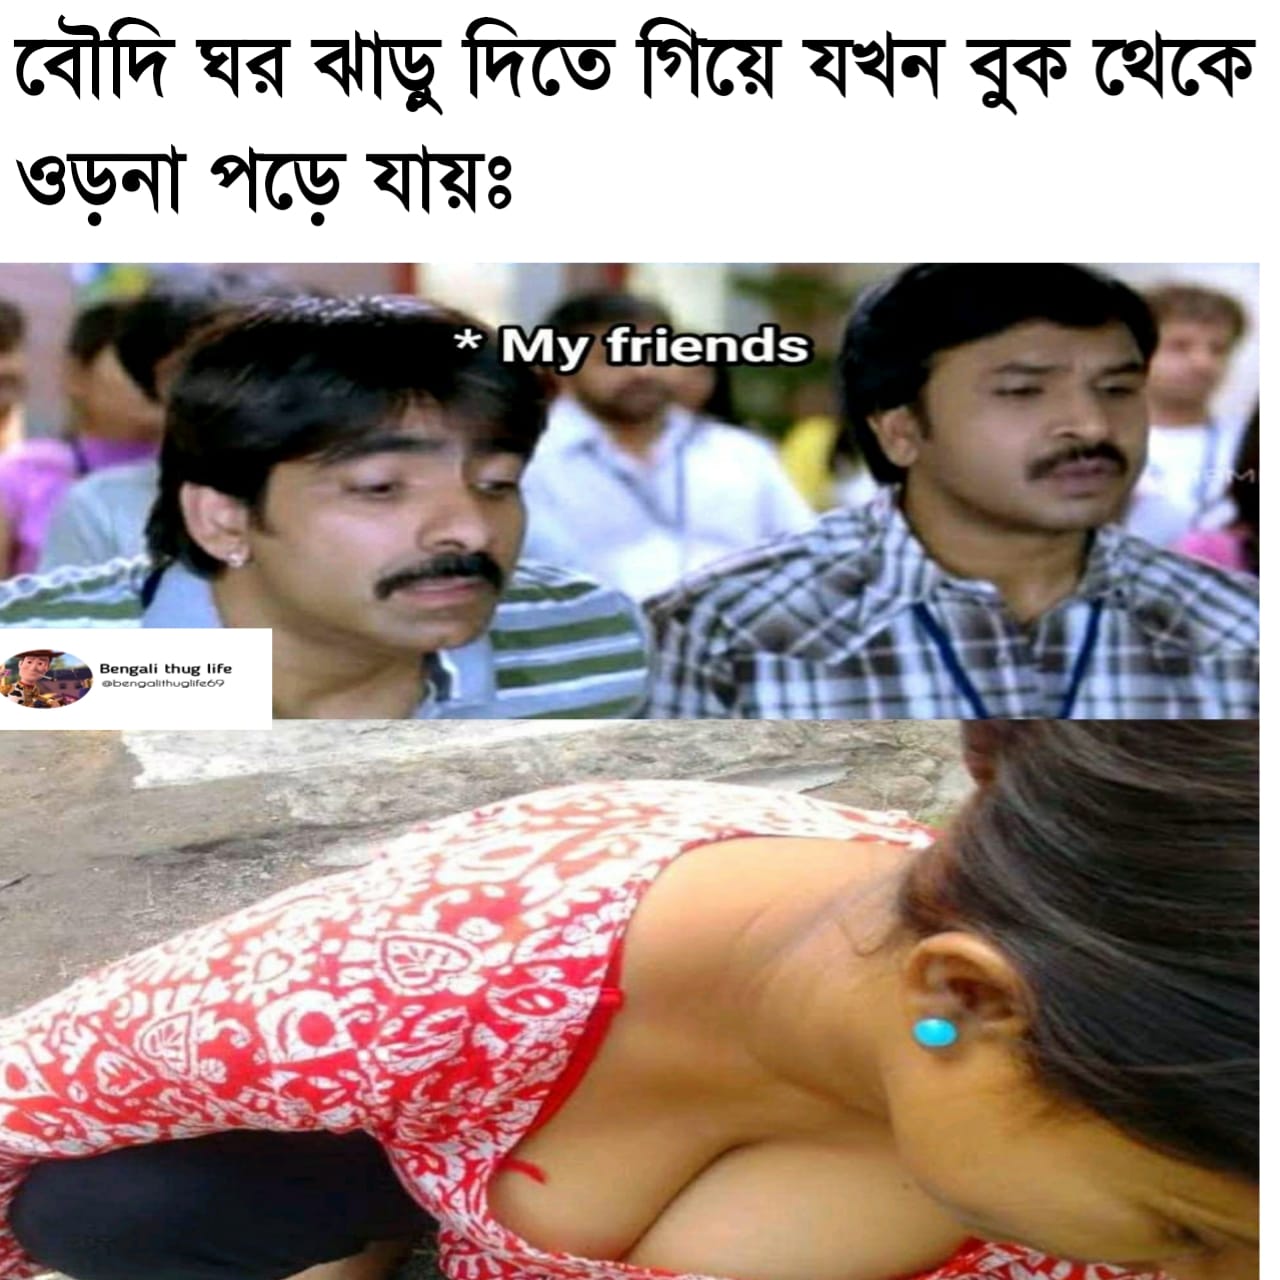 বৌদি ঘর ঝাড়ু দিতে গিয়ে যখন বুক থেকে
ওড়না পড়ে যায়ঃ
* My friends
Bengali thug life
@bengalithuglife69